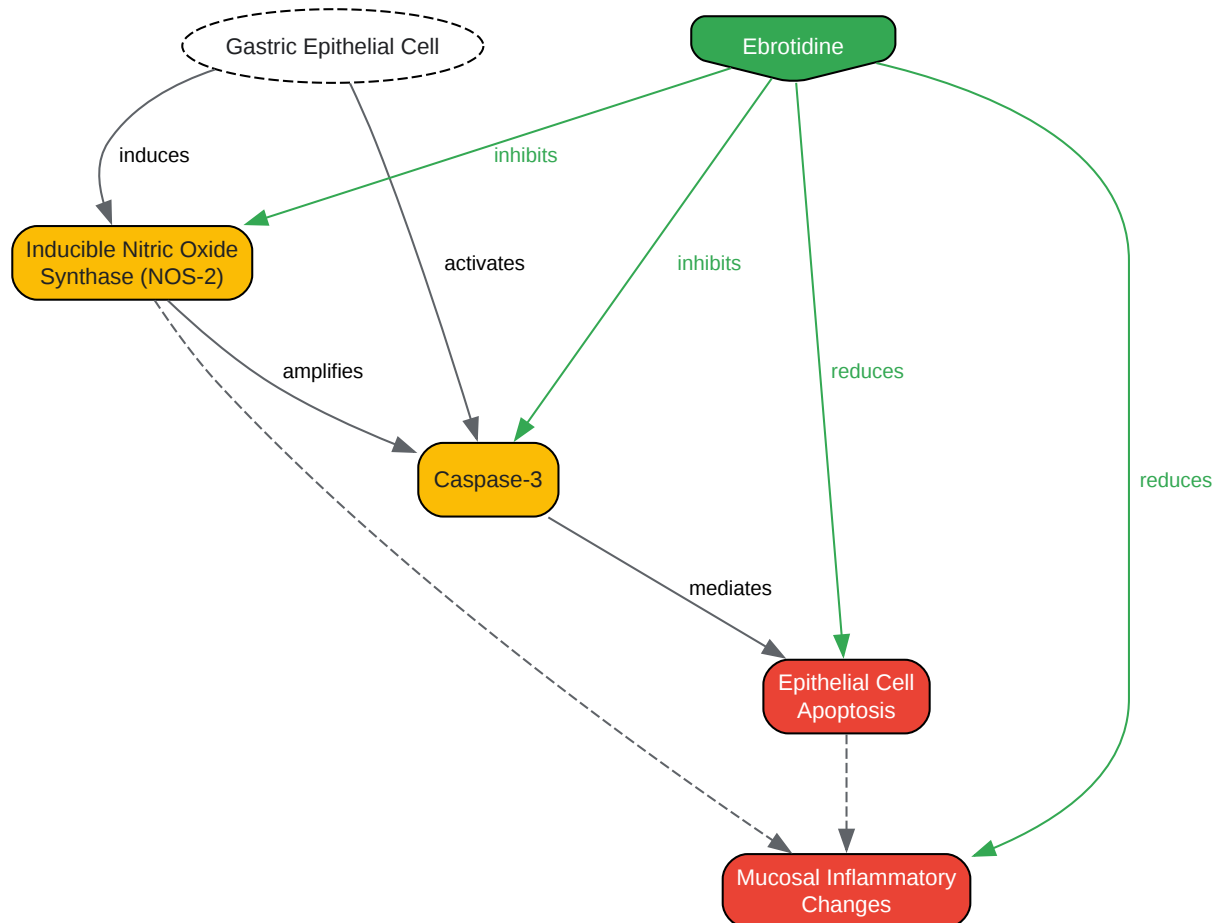 Gastric Epithelial Cell
Ebrotidine
induces
inhibits
Inducible Nitric Oxide
Synthase (NOS-2)
activates
inhibits
amplifies
reduces
Caspase-3
reduces
mediates
Epithelial Cell
Apoptosis
Mucosal Inflammatory
Changes